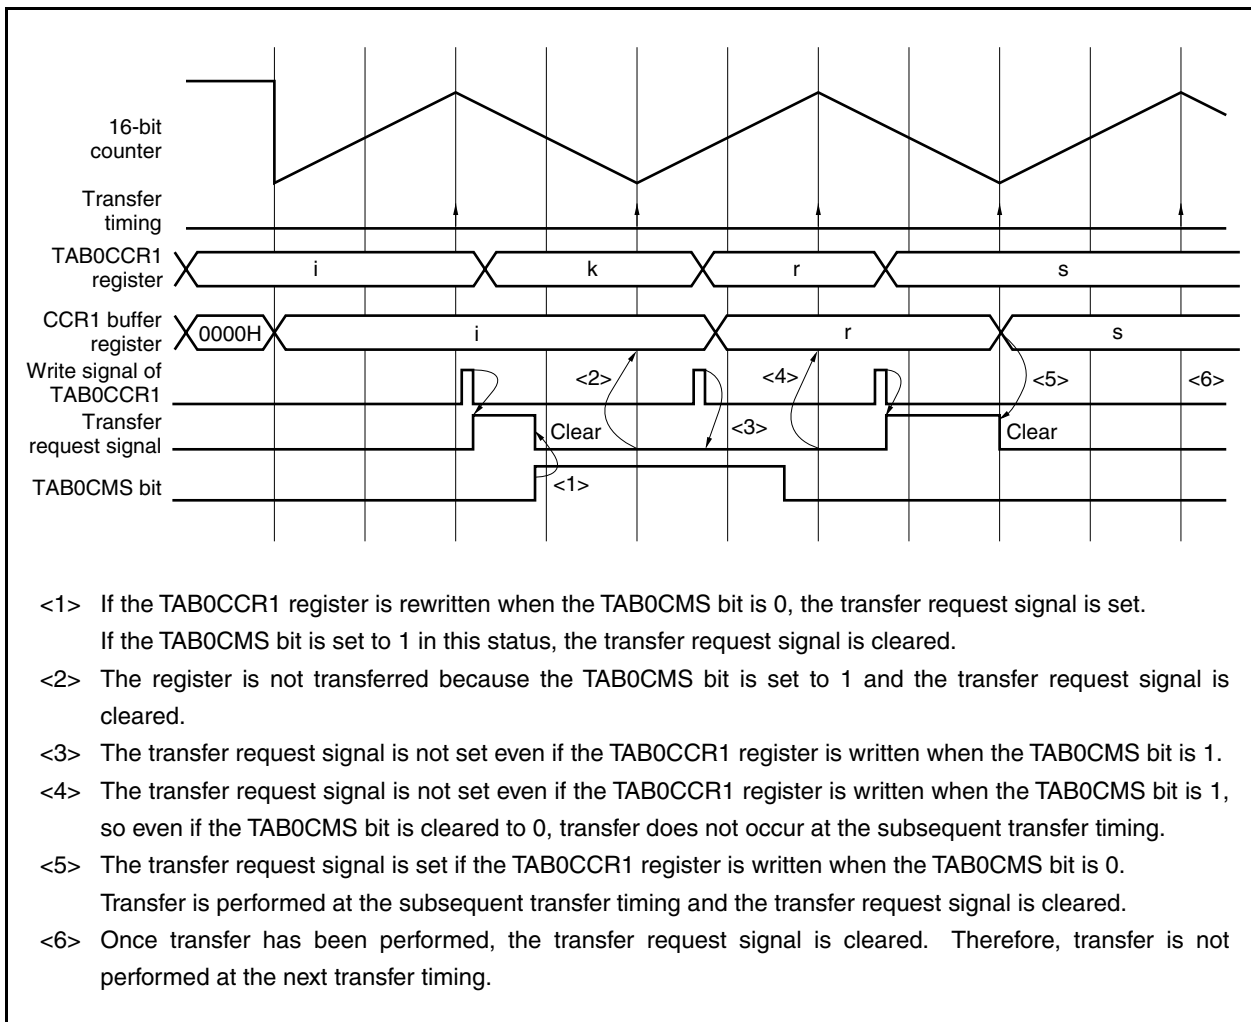 16-bit
counter
Transfer
timing
TAB0CCR1
register
i k r s
CCR1 buffer
register
0000H i r s
Write signal of
TAB0CCR1
<2> <4> <5> <6>
Transfer
request signal
Clear <3> Clear
TAB0CMS bit
<1>
<1> If the TAB0CCR1 register is rewritten when the TAB0CMS bit is 0, the transfer request signal is set.
If the TAB0CMS bit is set to 1 in this status, the transfer request signal is cleared.
<2> The register is not transferred because the TAB0CMS bit is set to 1 and the transfer request signal is
cleared.
<3> The transfer request signal is not set even if the TAB0CCR1 register is written when the TAB0CMS bit is 1.
<4> The transfer request signal is not set even if the TAB0CCR1 register is written when the TAB0CMS bit is 1,
so even if the TAB0CMS bit is cleared to 0, transfer does not occur at the subsequent transfer timing.
<5> The transfer request signal is set if the TAB0CCR1 register is written when the TAB0CMS bit is 0.
Transfer is performed at the subsequent transfer timing and the transfer request signal is cleared.
<6> Once transfer has been performed, the transfer request signal is cleared. Therefore, transfer is not
performed at the next transfer timing.